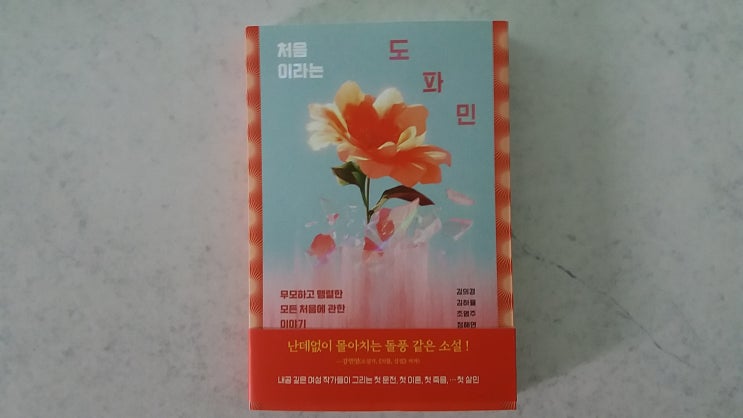 처음
이라는
도
파
민
무모하고 맹렬한
모든 처음에 관한
이야기
김의경
김하율
조영주
정해연
난데없이 몰아치는 돌풍 같은 소설!
내공 깊은 여성 작가들이 그리는 첫 운전, 첫 이혼, 첫 죽음, …첫 살인